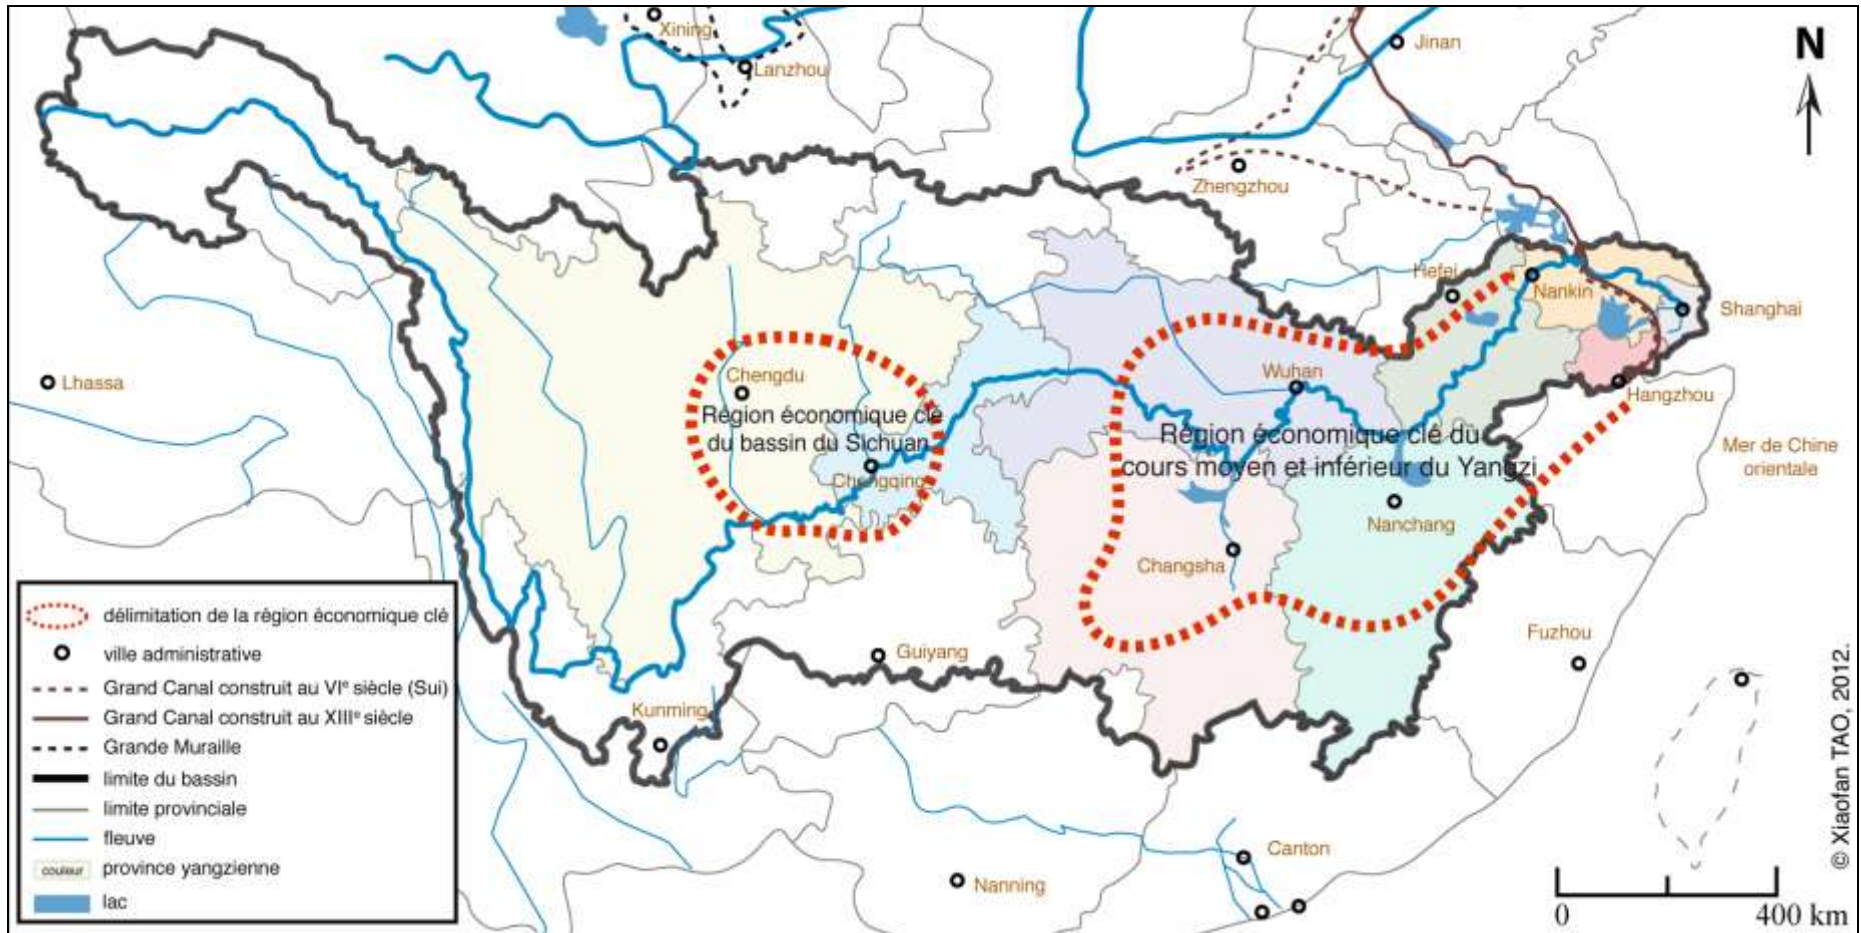 Xining
Lanzhou
Jinan
N
Zhengzhou
Hefei
Nankin
Shanghai
Lhassa
Chengdu
Wuhan
Hangzhou
Région économique clé
du bassin du Sichuan
Région économique clé du
cours moyen et inférieur du Yangzi
Mer de Chine
orientale
Chongqing
Nanchang
Changsha
Fuzhou
Guiyang
Kunming
Canton
Nanning
délimitation de la région économique clé
ville administrative
Grand Canal construit au VIe siècle (Sui)
Grand Canal construit au XIIIe siècle
Grande Muraille
limite du bassin
limite provinciale
fleuve
couleur province yangzienne
lac
0 400 km
© Xiaofan TAO, 2012.